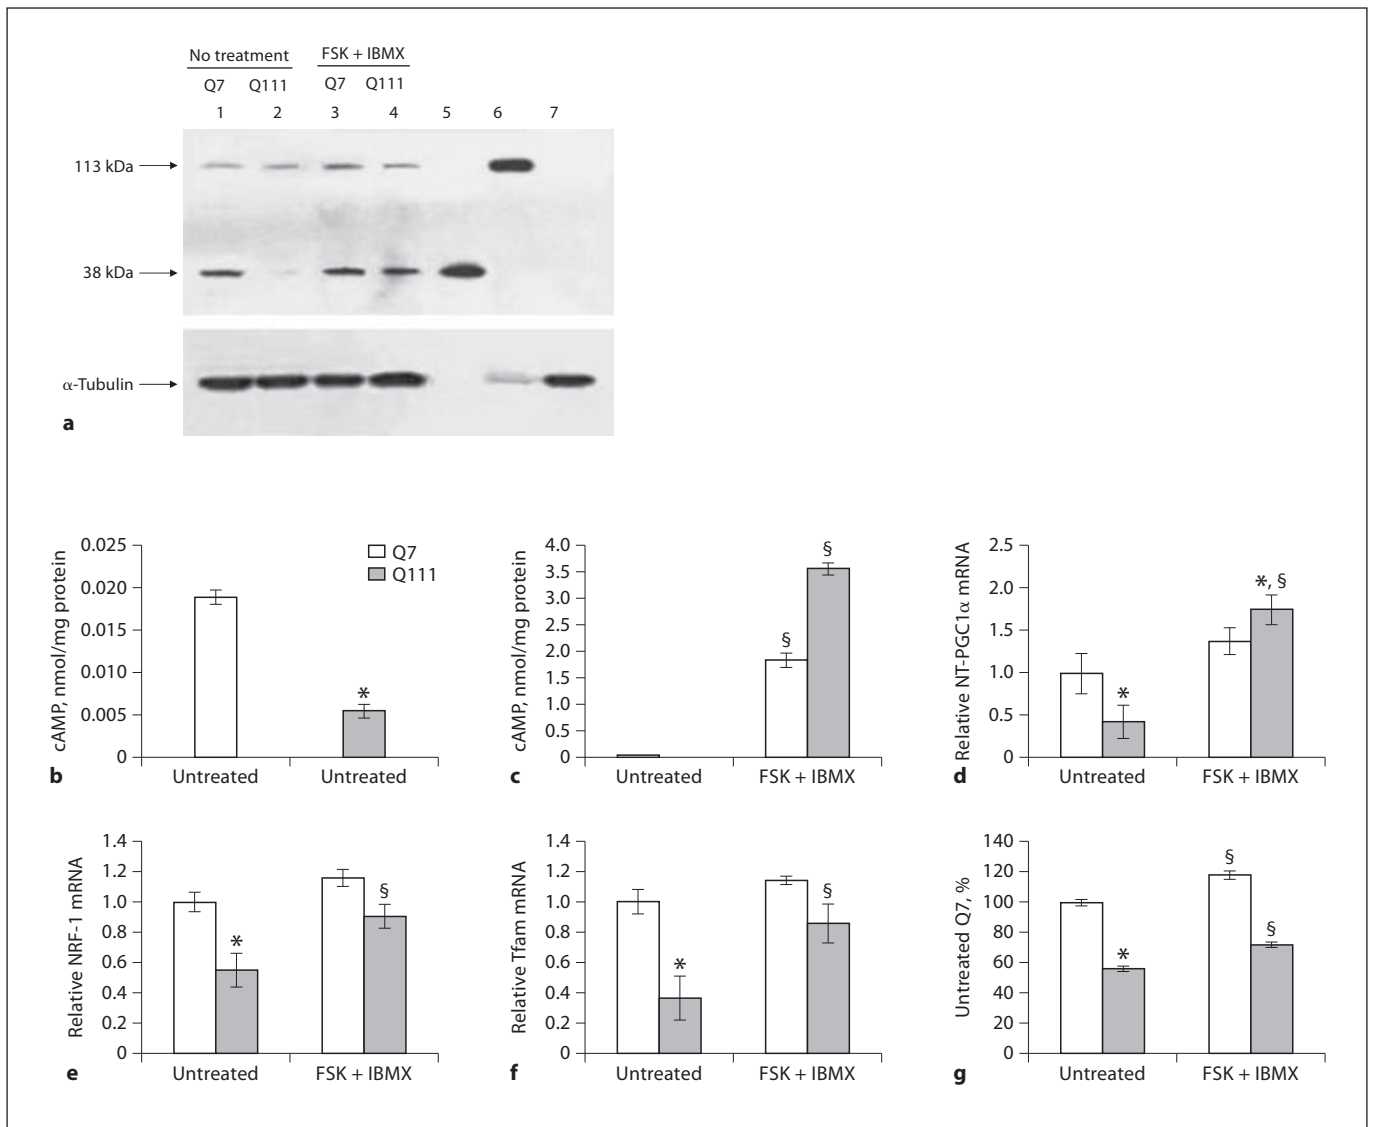 No treatment FSK + IBMX
Q7 Q111 Q7 Q111
1 2 3 4 5 6 7
113 kDa
38 kDa
α-Tubulin
a
cAMP, nmol/mg protein
0.025
0.020
0.015
0.010
0.005
0
Q7
Q111
*
Untreated Untreated
b
cAMP, nmol/mg protein
4.0
3.5
3.0
2.5
2.0
1.5
1.0
0.5
0
§
§
Untreated FSK + IBMX
c
Relative NT-PGC1α mRNA
2.5
2.0
1.5
1.0
0.5
0
*
*, §
Untreated FSK + IBMX
d
Relative NRF-1 mRNA
1.4
1.2
1.0
0.8
0.6
0.4
0.2
0
*
§
Untreated FSK + IBMX
e
Relative Tfam mRNA
1.4
1.2
1.0
0.8
0.6
0.4
0.2
0
*
§
Untreated FSK + IBMX
f
Untreated Q7, %
140
120
100
80
60
40
20
0
*
§
§
Untreated FSK + IBMX
g